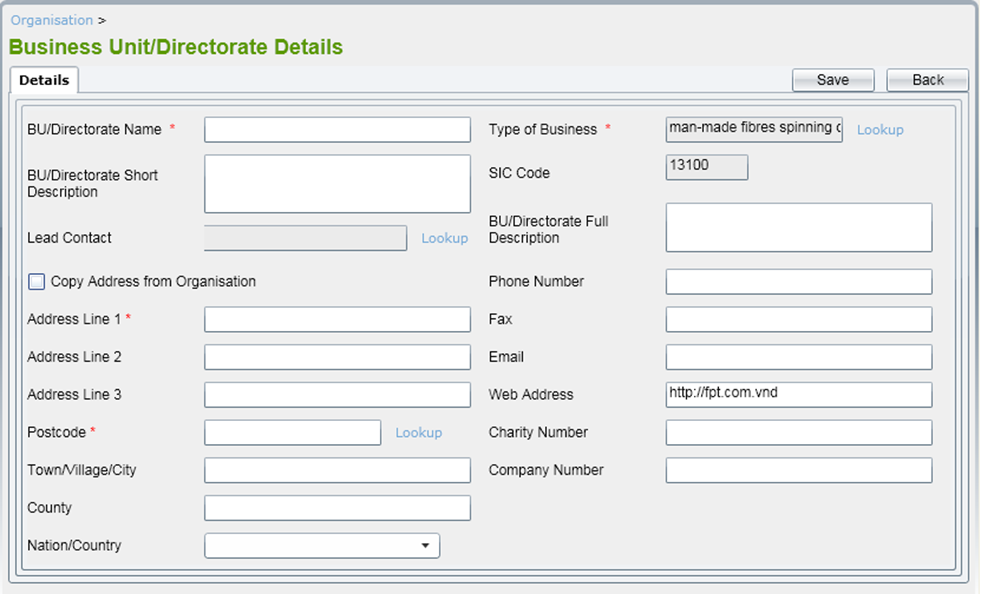 Organisation >
Business Unit/Directorate Details
Details
Save
Back
BU/Directorate Name *
Type of Business *
man-made fibres spinning
Lookup
BU/Directorate Short
Description
SIC Code
13100
Lead Contact
Lookup
BU/Directorate Full
Description
Copy Address from Organisation
Phone Number
Address Line 1 *
Fax
Address Line 2
Email
Address Line 3
Web Address
http://fpt.com.vnd
Postcode *
Lookup
Charity Number
Town/Village/City
Company Number
County
Nation/Country